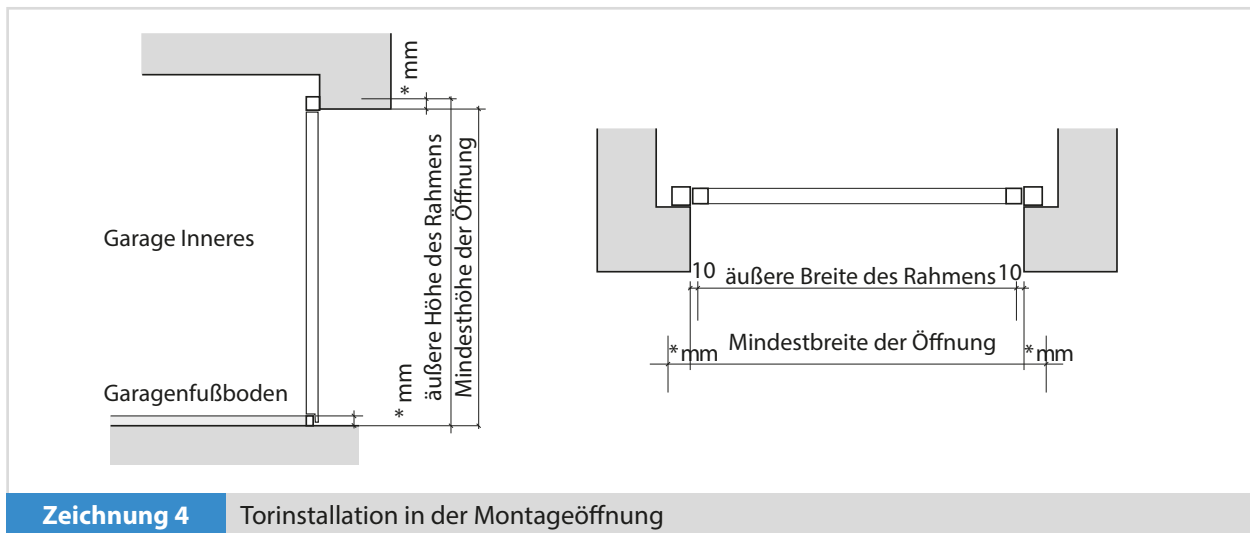 * mm
äußere Höhe des Rahmens
Mindesthöhe der Öffnung
Garage Inneres
Garagenfußboden
* mm
10 äußere Breite des Rahmens 10
* mm Mindestbreite der Öffnung * mm
Zeichnung 4 Torinstallation in der Montageöffnung